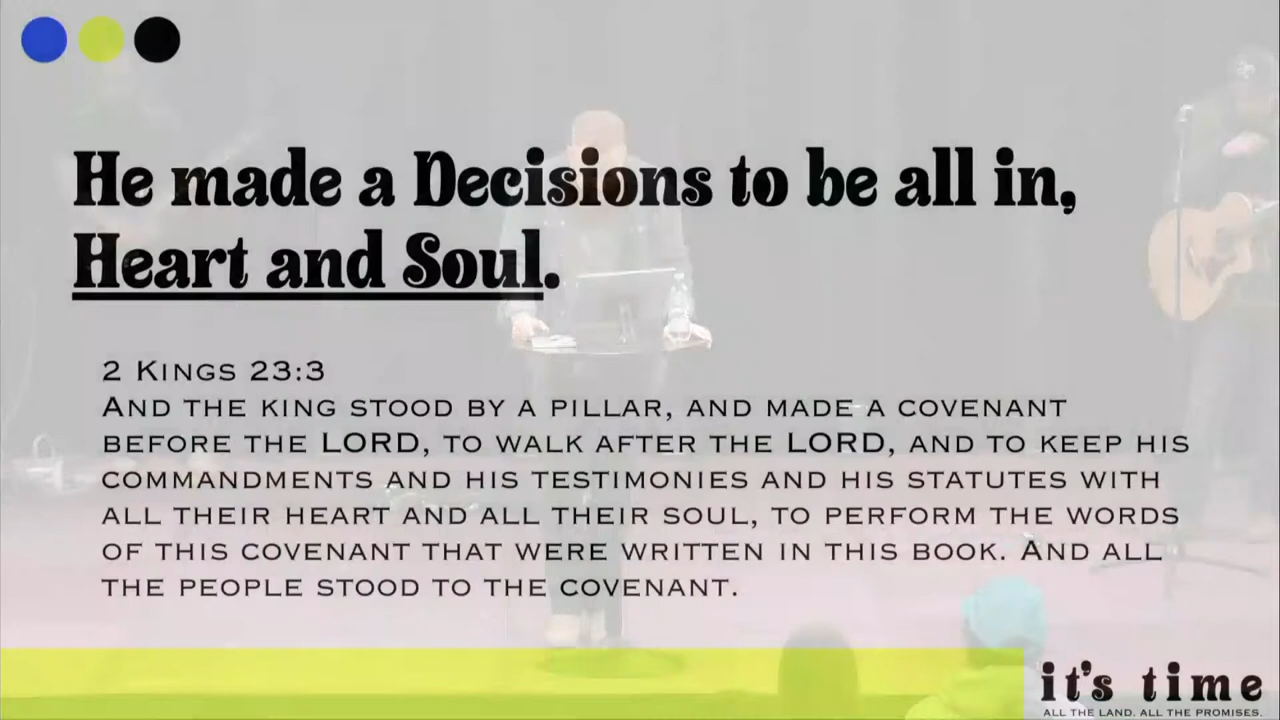 He made a Decisions to be all in,
Heart and Soul.
2 Kings 23:3
And the king stood by a pillar, and made a covenant
before the LORD, to walk after the LORD, and to keep his
commandments and his testimonies and his statutes with
all their heart and all their soul, to perform the words
of this covenant that were written in this book. And all
the people stood to the covenant.
it's time
ALL THE LAND. ALL THE PROMISES.